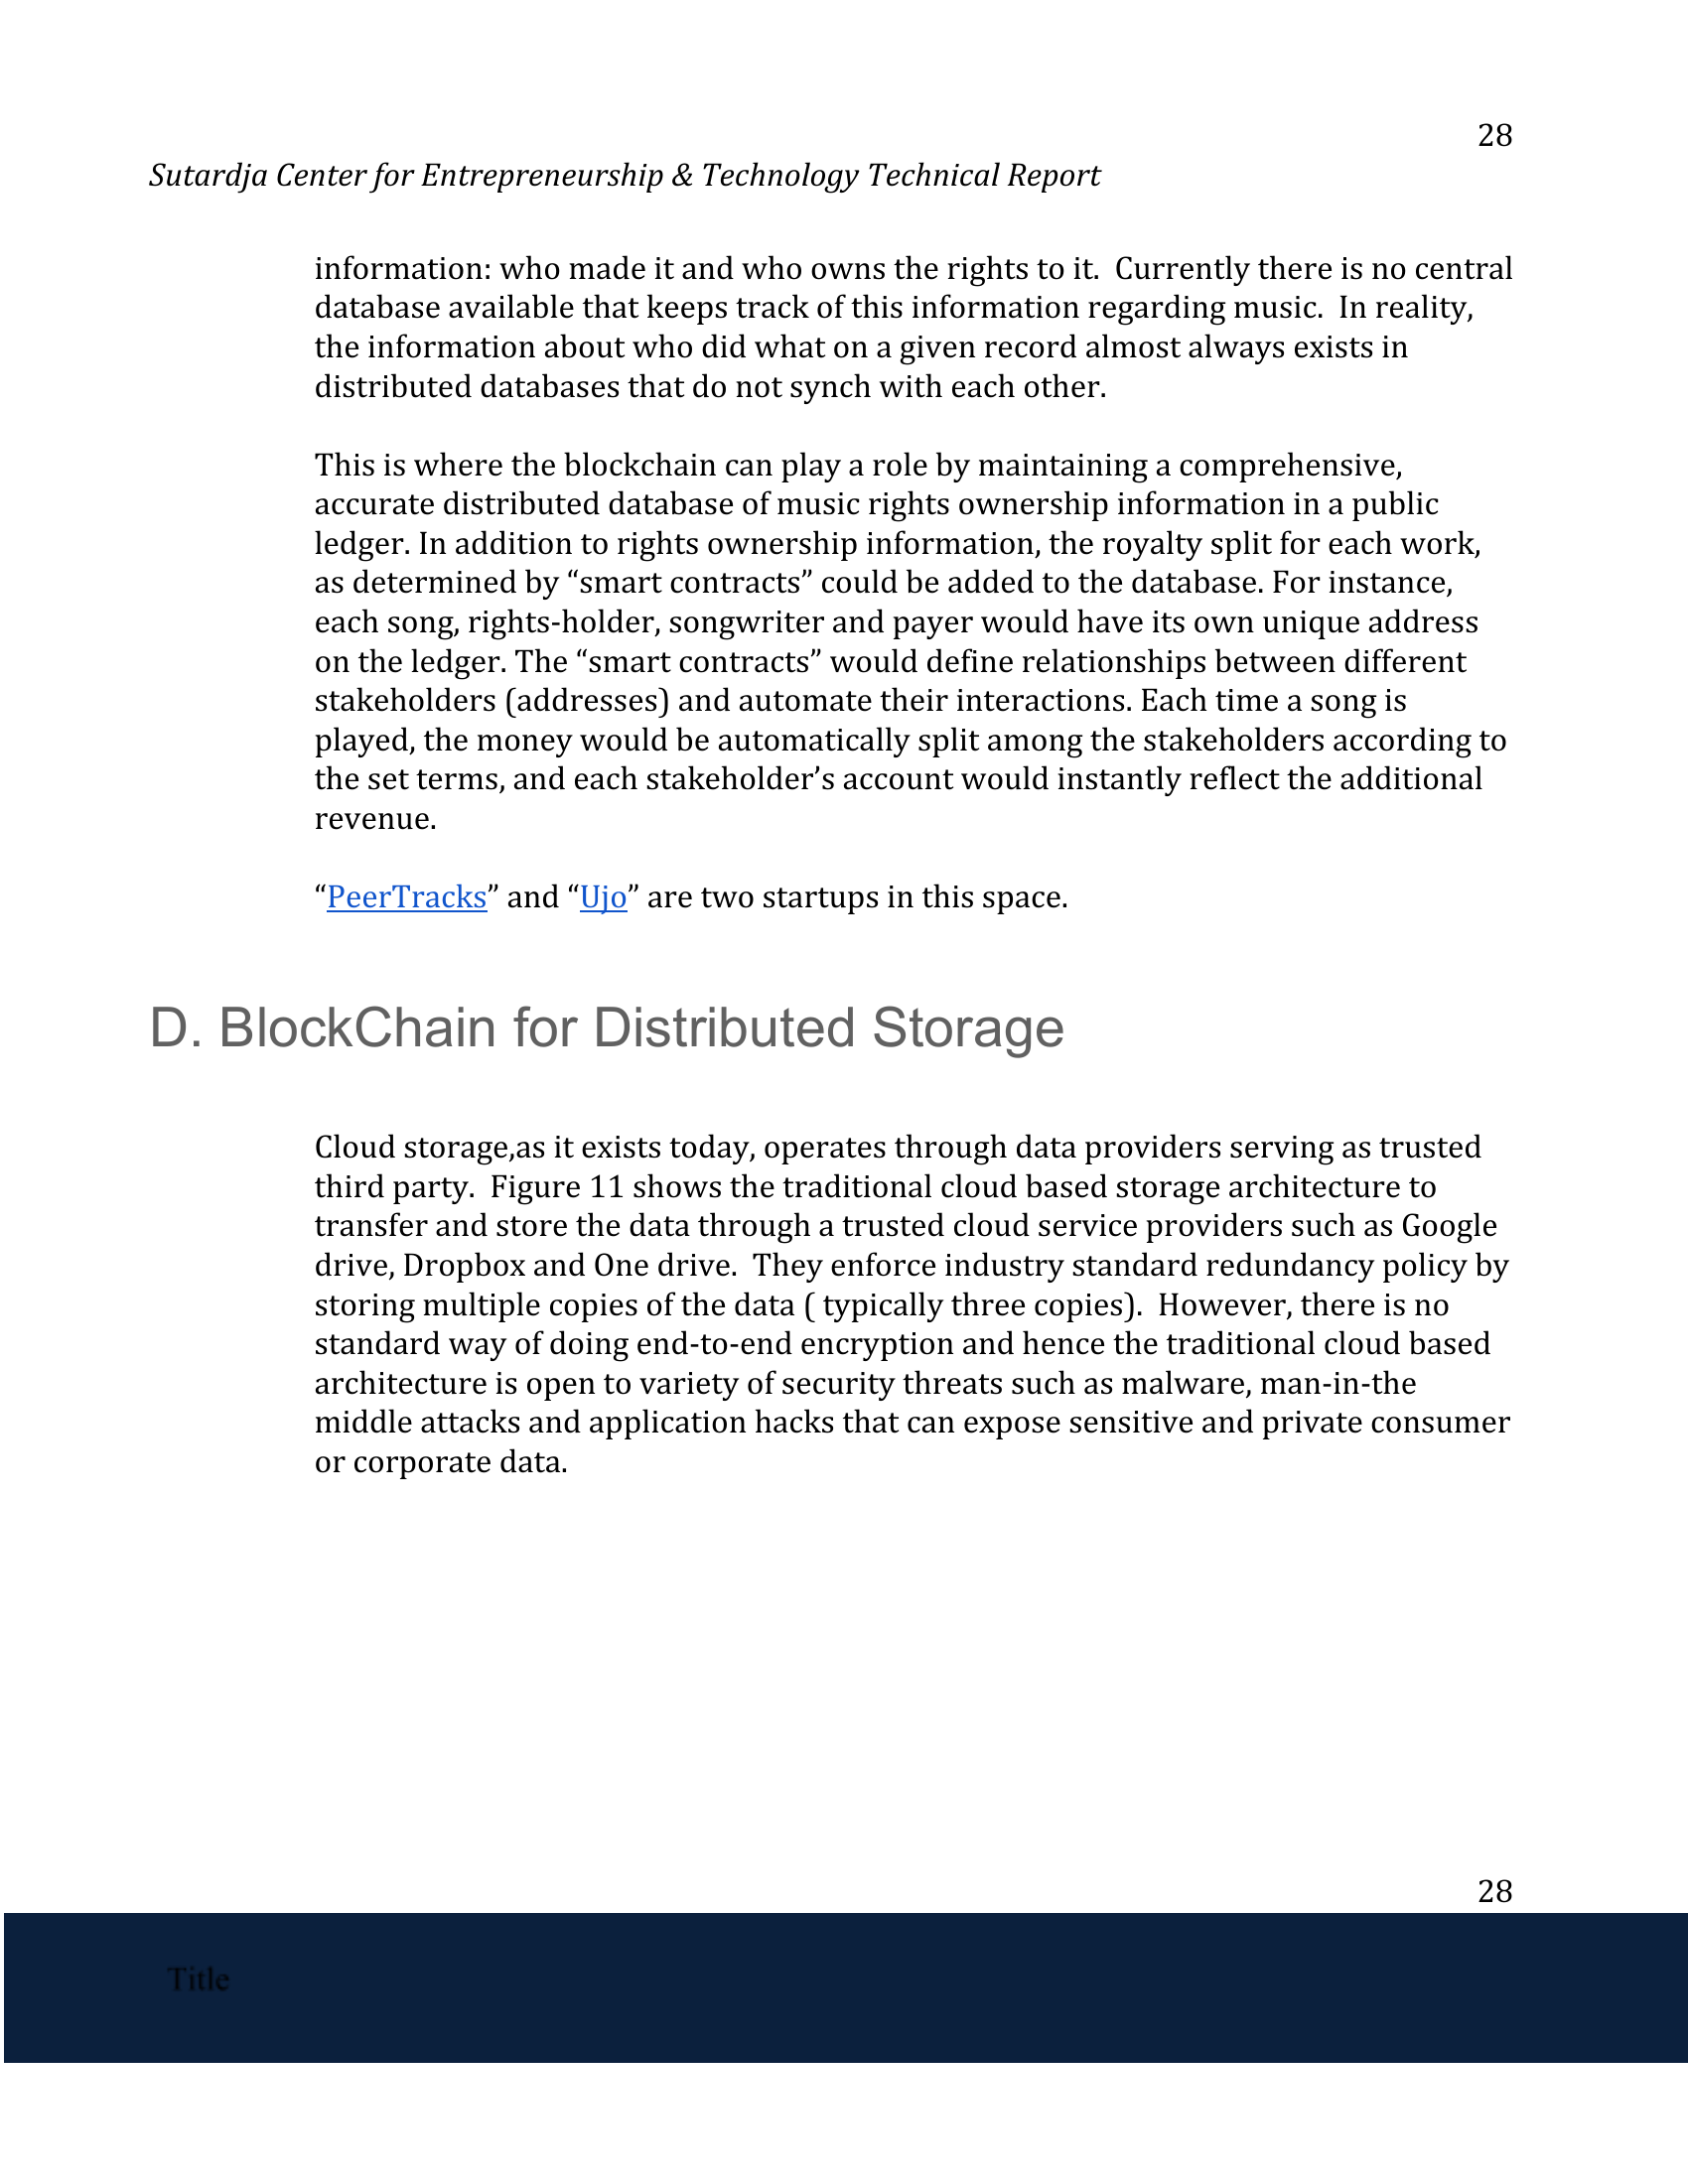 28
Sutardja Center for Entrepreneurship & Technology Technical Report
information: who made it and who owns the rights to it.  Currently there is no central
database available that keeps track of this information regarding music.  In reality,
the information about who did what on a given record almost always exists in
distributed databases that do not synch with each other.
This is where the blockchain can play a role by maintaining a comprehensive,
accurate distributed database of music rights ownership information in a public
ledger. In addition to rights ownership information, the royalty split for each work,
as determined by “smart contracts” could be added to the database. For instance,
each song, rights-holder, songwriter and payer would have its own unique address
on the ledger. The “smart contracts” would define relationships between different
stakeholders (addresses) and automate their interactions. Each time a song is
played, the money would be automatically split among the stakeholders according to
the set terms, and each stakeholder’s account would instantly reflect the additional
revenue.
“PeerTracks” and “Ujo” are two startups in this space.
D. BlockChain for Distributed Storage
Cloud storage,as it exists today, operates through data providers serving as trusted
third party.  Figure 11 shows the traditional cloud based storage architecture to
transfer and store the data through a trusted cloud service providers such as Google
drive, Dropbox and One drive.  They enforce industry standard redundancy policy by
storing multiple copies of the data ( typically three copies).  However, there is no
standard way of doing end-to-end encryption and hence the traditional cloud based
architecture is open to variety of security threats such as malware, man-in-the
middle attacks and application hacks that can expose sensitive and private consumer
or corporate data.
28
Title